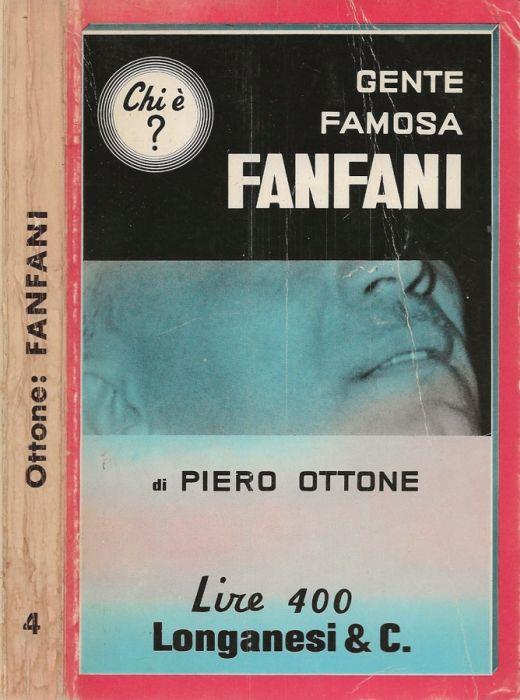 Ottone: FANFANI
4
Chi è
?
GENTE
FAMOSA
FANFANI
di PIERO OTTONE
Lire 400
Longanesi & C.